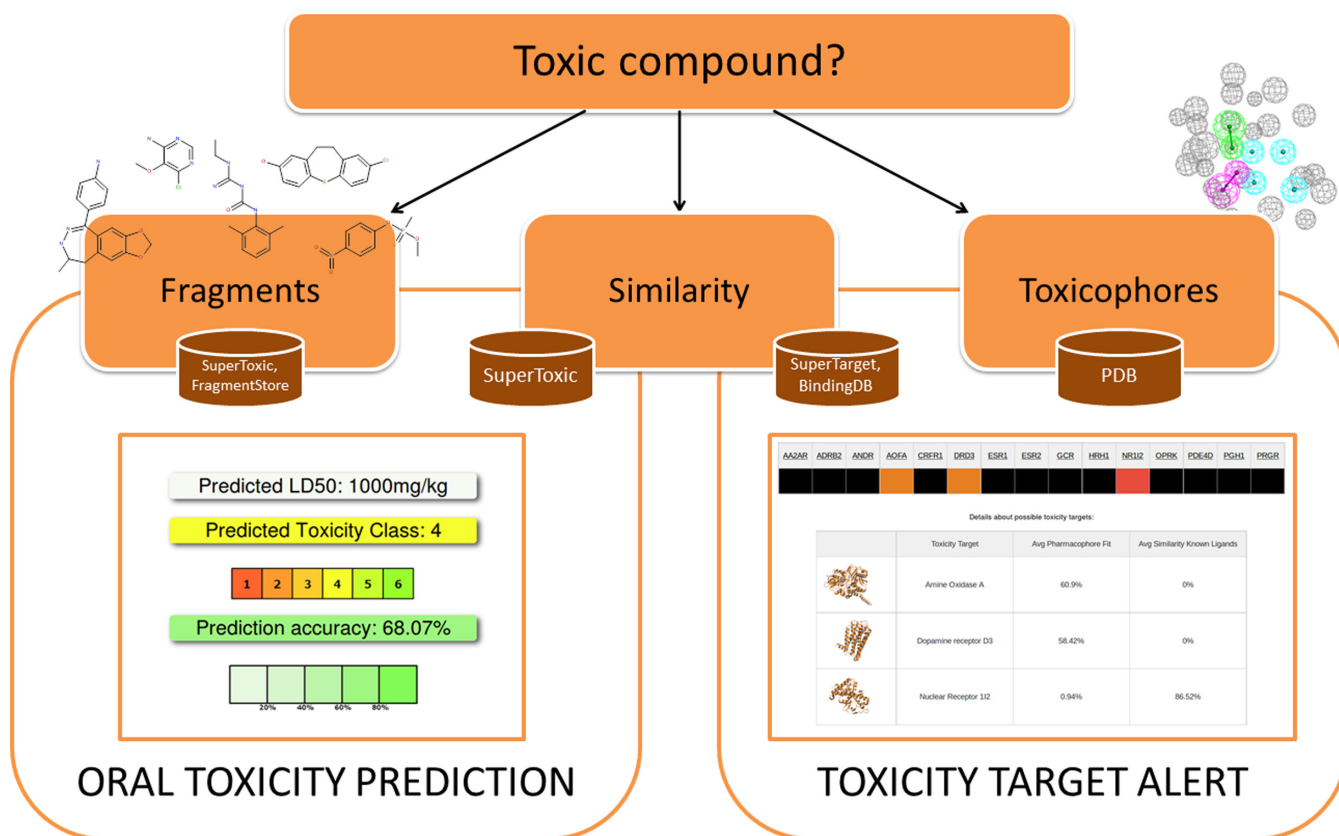 Toxic compound?
Fragments
Similarity
Toxicophores
SuperToxic,
FragmentStore
SuperToxic
SuperTarget,
BindingDB
PDB
Predicted LD50: 1000mg/kg
Predicted Toxicity Class: 4
1 2 3 4 5 6
Prediction accuracy: 68.07%
20% 40% 60% 80%
AA2AR ADRB2 ANDR AOFA CRFR1 DRD3 ESR1 ESR2 GCR HRH1 NR1I2 OPRK PDE4D PGH1 PRGR
Details about possible toxicity targets:
Toxicity Target Avg Pharmacophore Fit Avg Similarity Known Ligands
Amine Oxidase A 60.9% 0%
Dopamine receptor D3 58.42% 0%
Nuclear Receptor 1I2 0.94% 86.52%
ORAL TOXICITY PREDICTION
TOXICITY TARGET ALERT